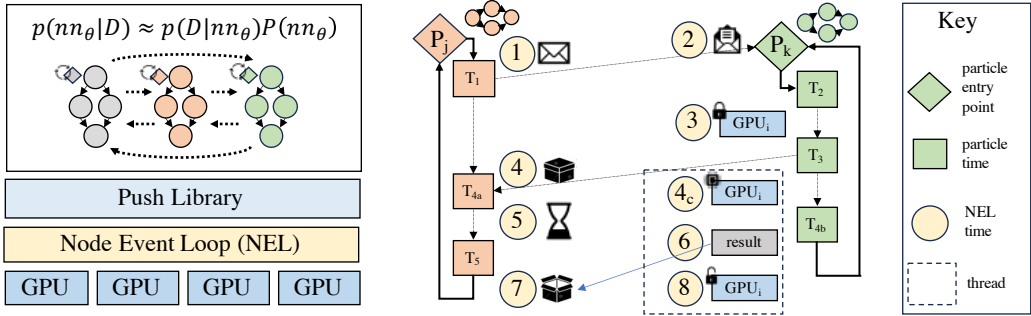 p(nn_θ|D) ≈ p(D|nn_θ)P(nn_θ)
Push Library
Node Event Loop (NEL)
GPU GPU GPU GPU
P_j
T_1
T_4a
T_5
1
2
3
4
5
4_c
6
7
8
P_k
T_2
T_3
T_4b
GPU_i
GPU_i
result
GPU_i
Key
particle
entry
point
particle
time
NEL
time
thread